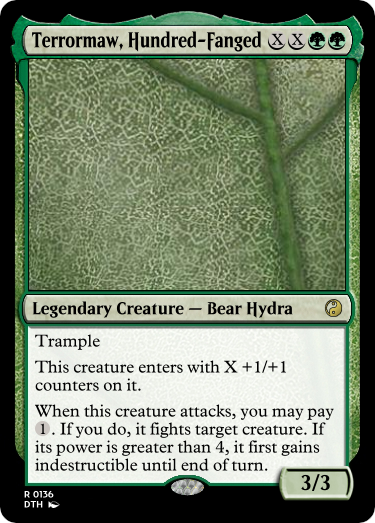 Terrormaw, Hundred-Fanged XX
Legendary Creature — Bear Hydra
Trample
This creature enters with X +1/+1
counters on it.
When this creature attacks, you may pay
1. If you do, it fights target creature. If
its power is greater than 4, it first gains
indestructible until end of turn.
3/3
R 0136
DTH